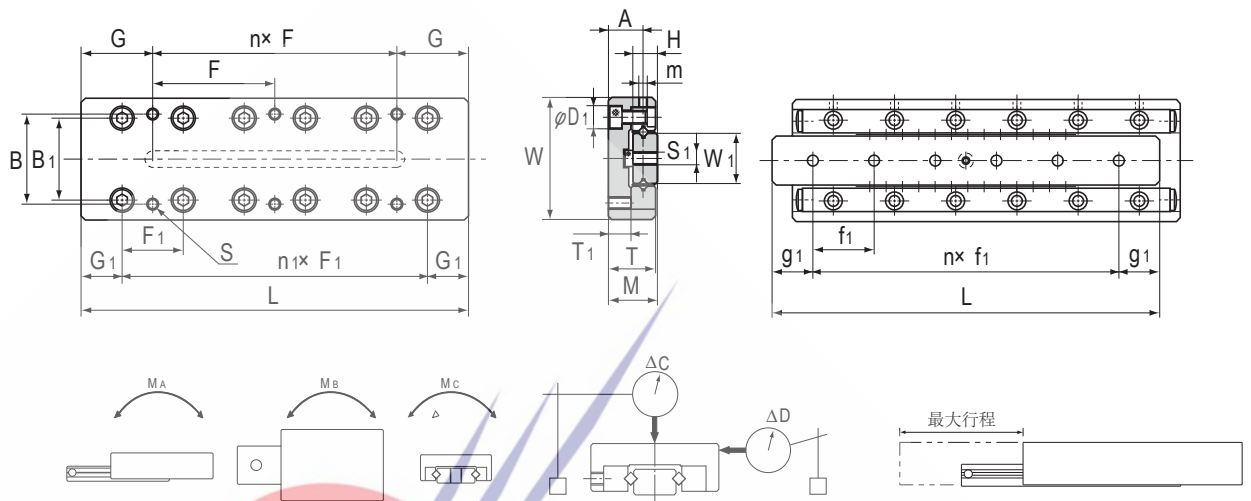 G n× F G
F
B B1
F1 S
G1 n1× F1 G1
L
A
H
m
φD1
W S1 W1
T1 T
M
f1
g1 n× f1 g1
L
MA MB MC
ΔC
ΔD
最大行程